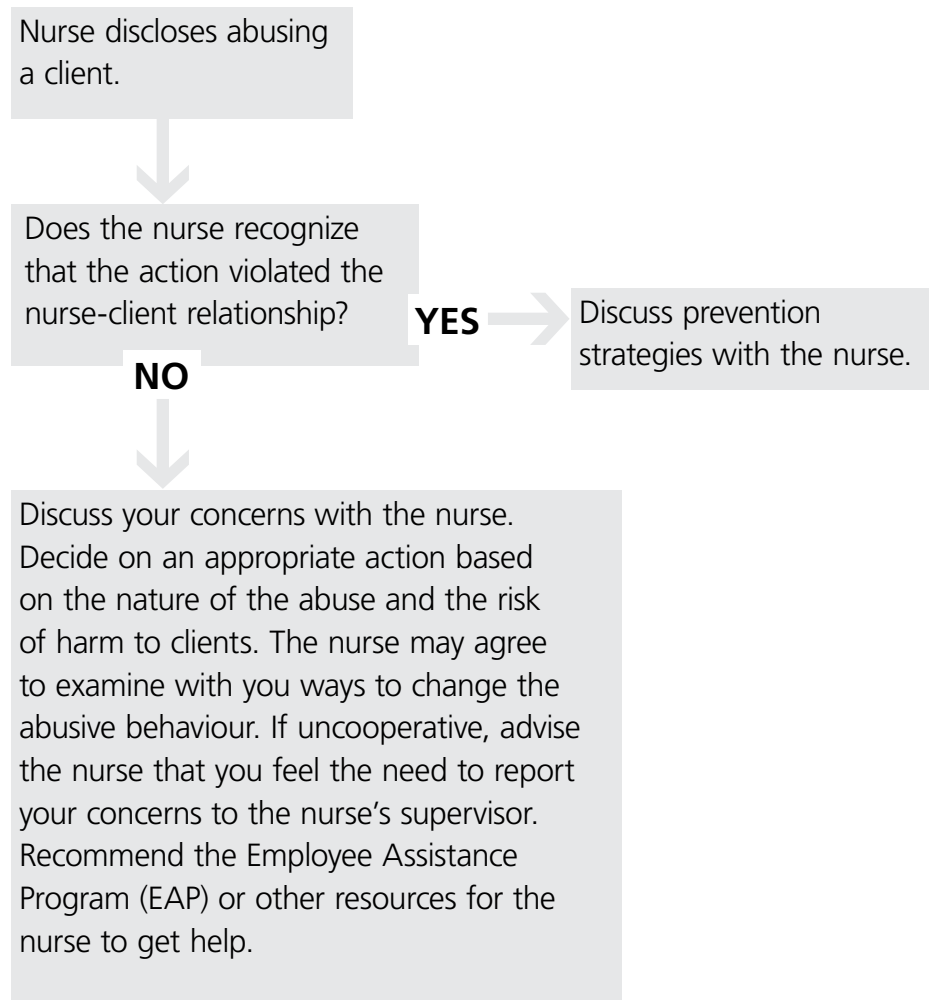 Nurse discloses abusing
a client.
Does the nurse recognize
that the action violated the
nurse-client relationship?
YES
Discuss prevention
strategies with the nurse.
NO
Discuss your concerns with the nurse.
Decide on an appropriate action based
on the nature of the abuse and the risk
of harm to clients. The nurse may agree
to examine with you ways to change the
abusive behaviour. If uncooperative, advise
the nurse that you feel the need to report
your concerns to the nurse’s supervisor.
Recommend the Employee Assistance
Program (EAP) or other resources for the
nurse to get help.